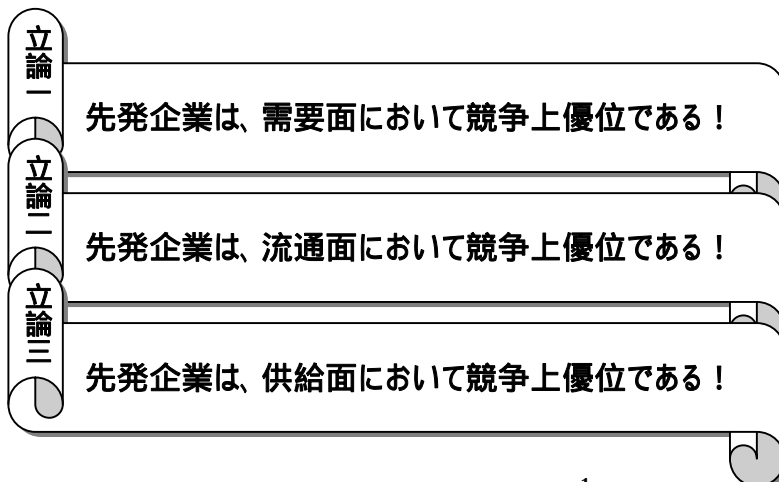 立論一
先発企業は、需要面において競争上優位である！
立論二
先発企業は、流通面において競争上優位である！
立論三
先発企業は、供給面において競争上優位である！